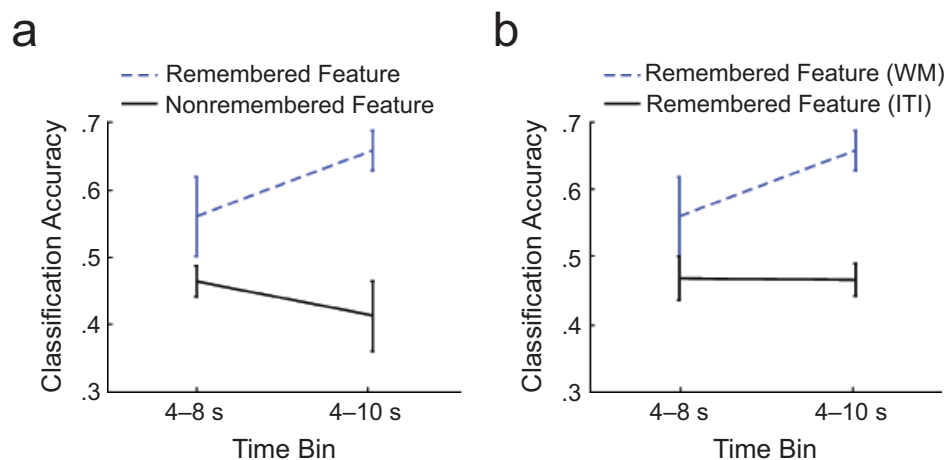 a
Remembered Feature
Nonremembered Feature
Classification Accuracy
.7
.6
.5
.4
.3
4–8 s
4–10 s
Time Bin
b
Remembered Feature (WM)
Remembered Feature (ITI)
Classification Accuracy
.7
.6
.5
.4
.3
4–8 s
4–10 s
Time Bin